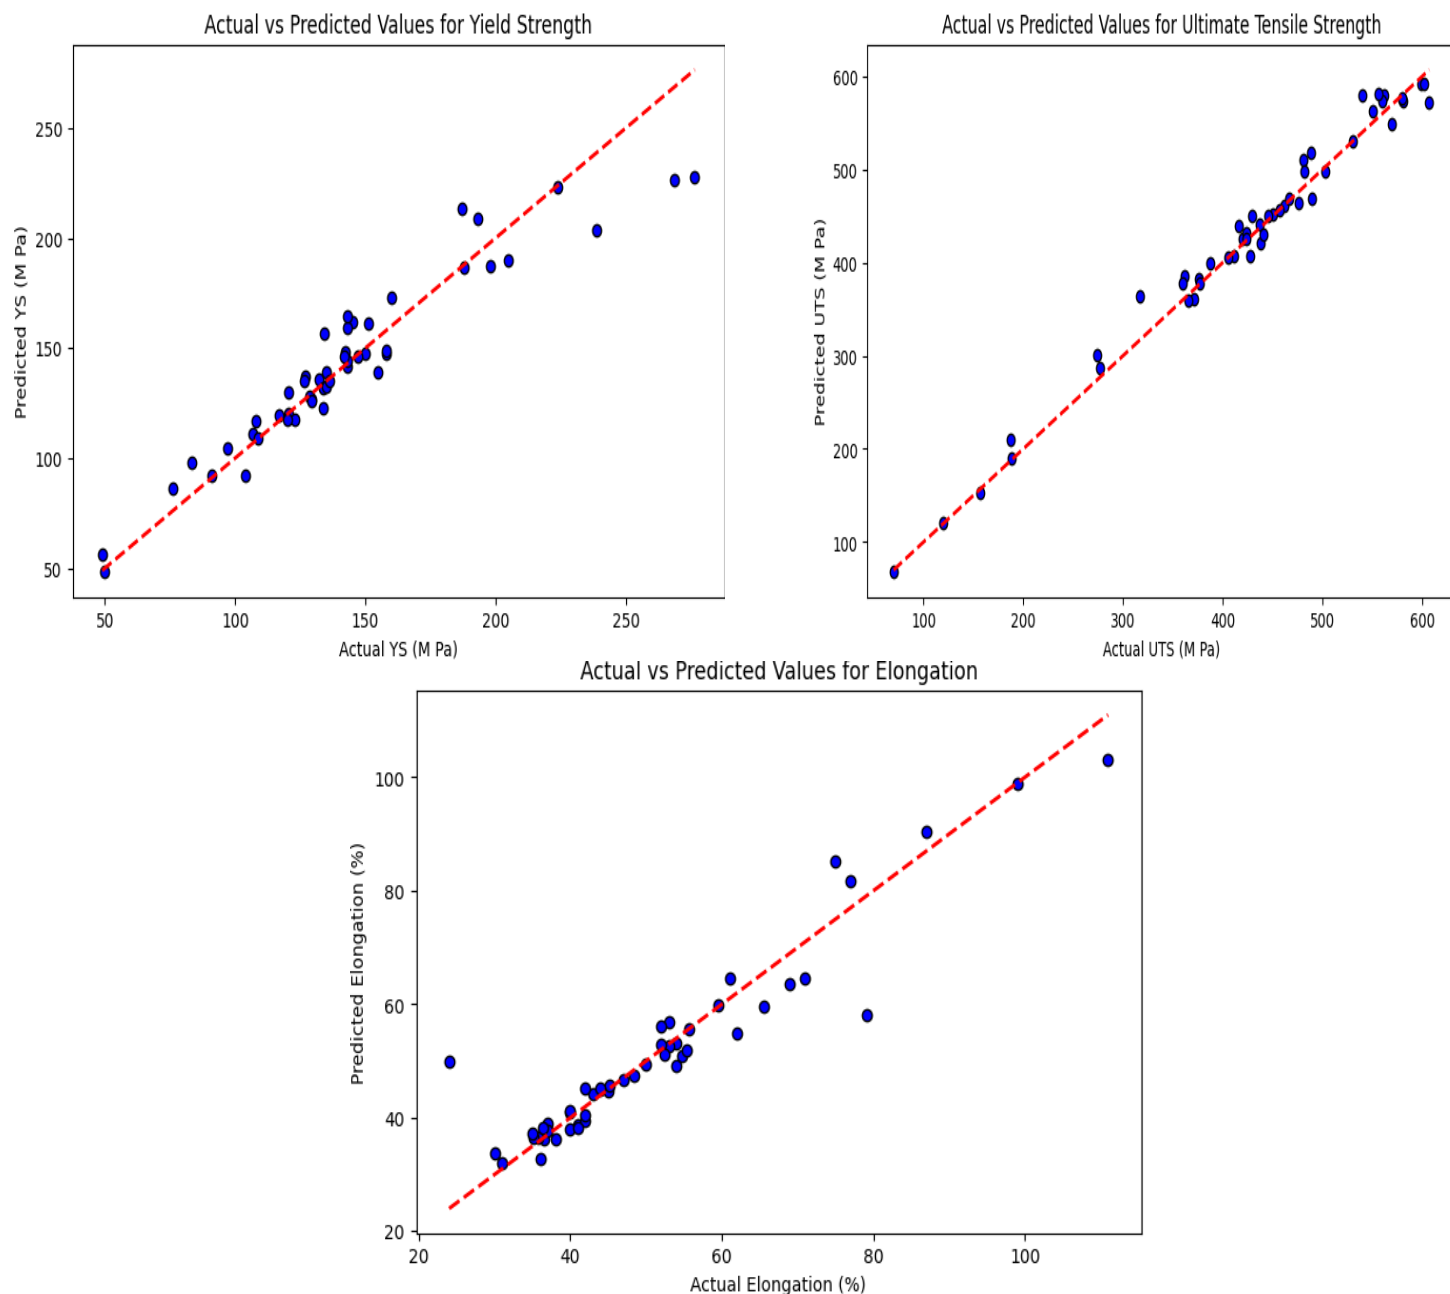 Actual vs Predicted Values for Yield Strength
Predicted YS (M Pa)
250
200
150
100
50
50 100 150 200 250
Actual YS (M Pa)
Actual vs Predicted Values for Ultimate Tensile Strength
Predicted UTS (M Pa)
600
500
400
300
200
100
100 200 300 400 500 600
Actual UTS (M Pa)
Actual vs Predicted Values for Elongation
Predicted Elongation (%)
100
80
60
40
20
20 40 60 80 100
Actual Elongation (%)